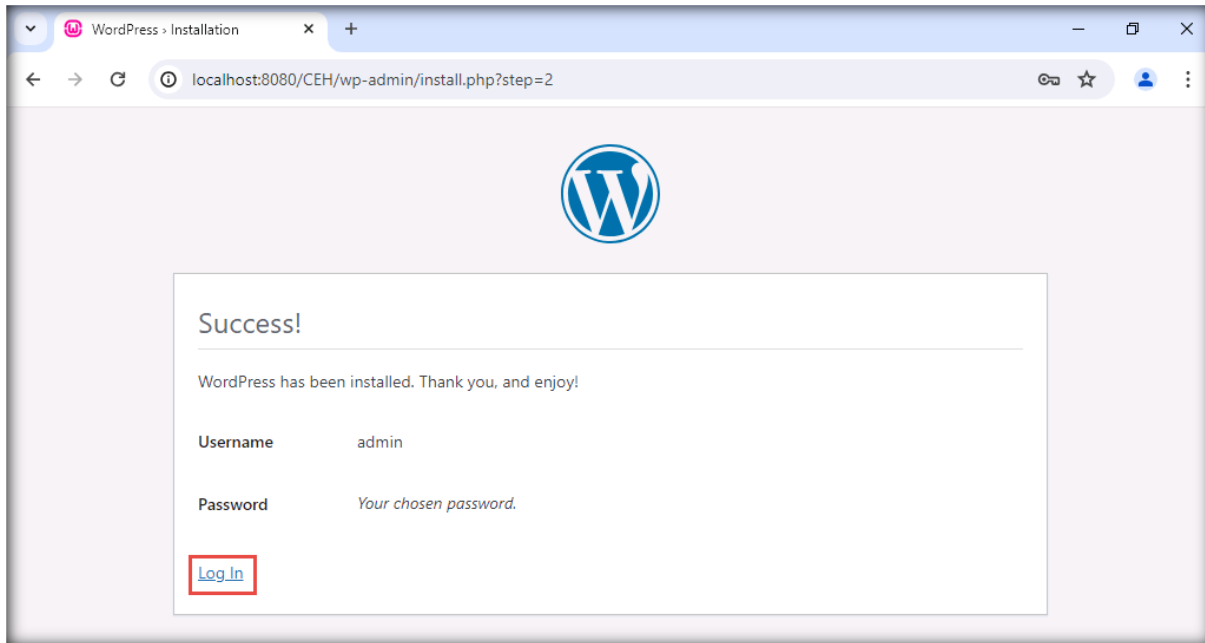 WordPress › Installation
localhost:8080/CEH/wp-admin/install.php?step=2
Success!
WordPress has been installed. Thank you, and enjoy!
Username admin
Password Your chosen password.
Log In